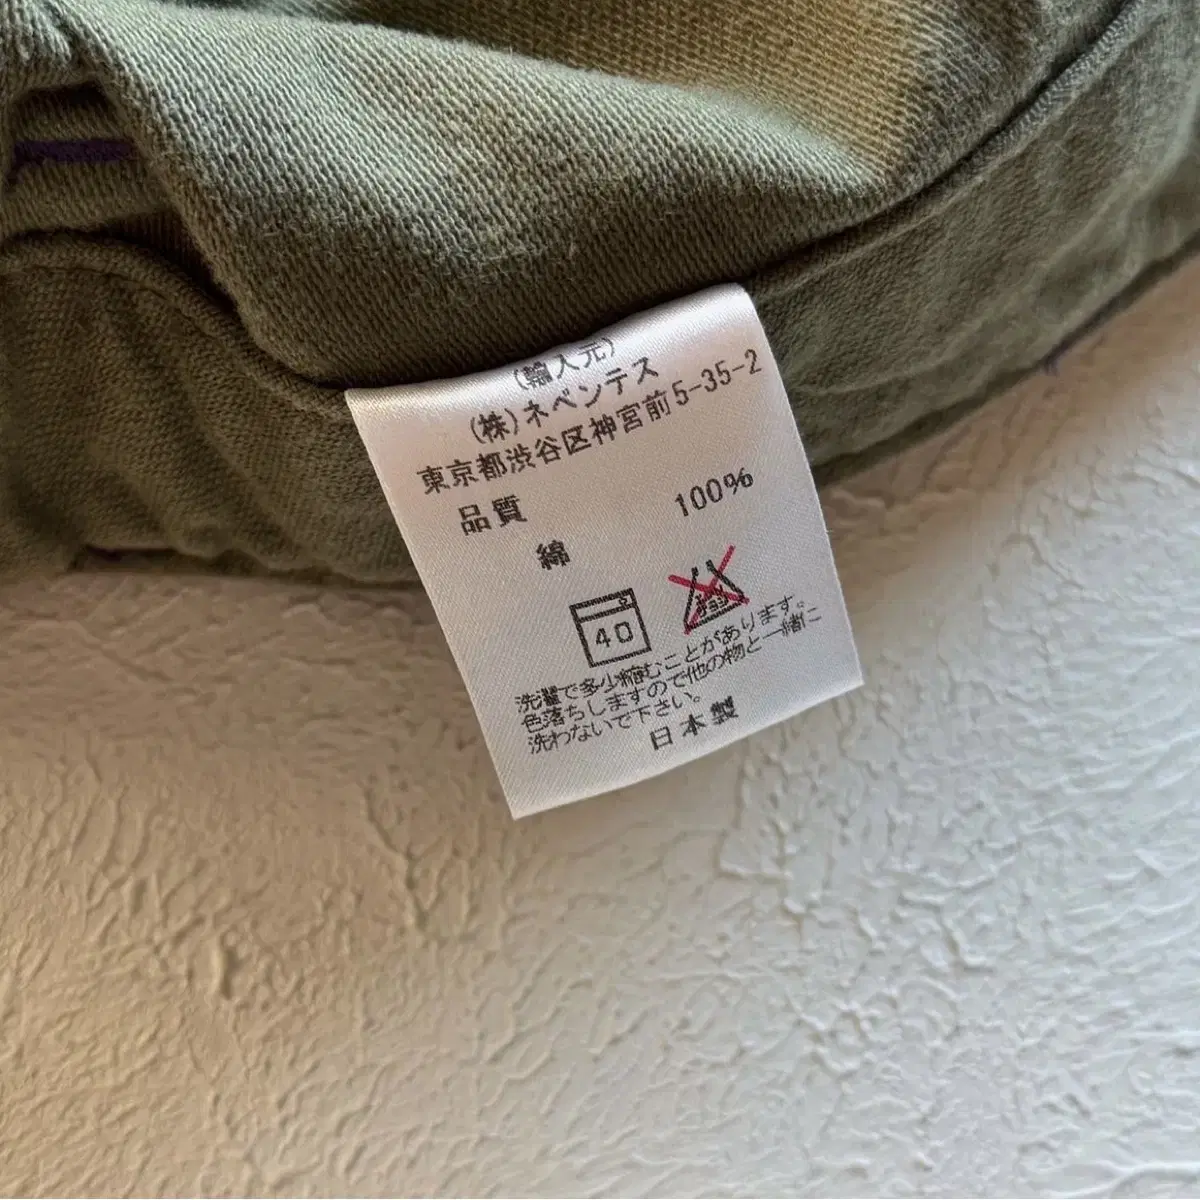 (輸入元)
(株)ネペンテス
東京都渋谷区神宮前5-35-2
品質 100%
綿
40
洗濯で多少縮むことがあります。
色落ちしますので他の物と一緒に
洗わないで下さい。
日本製